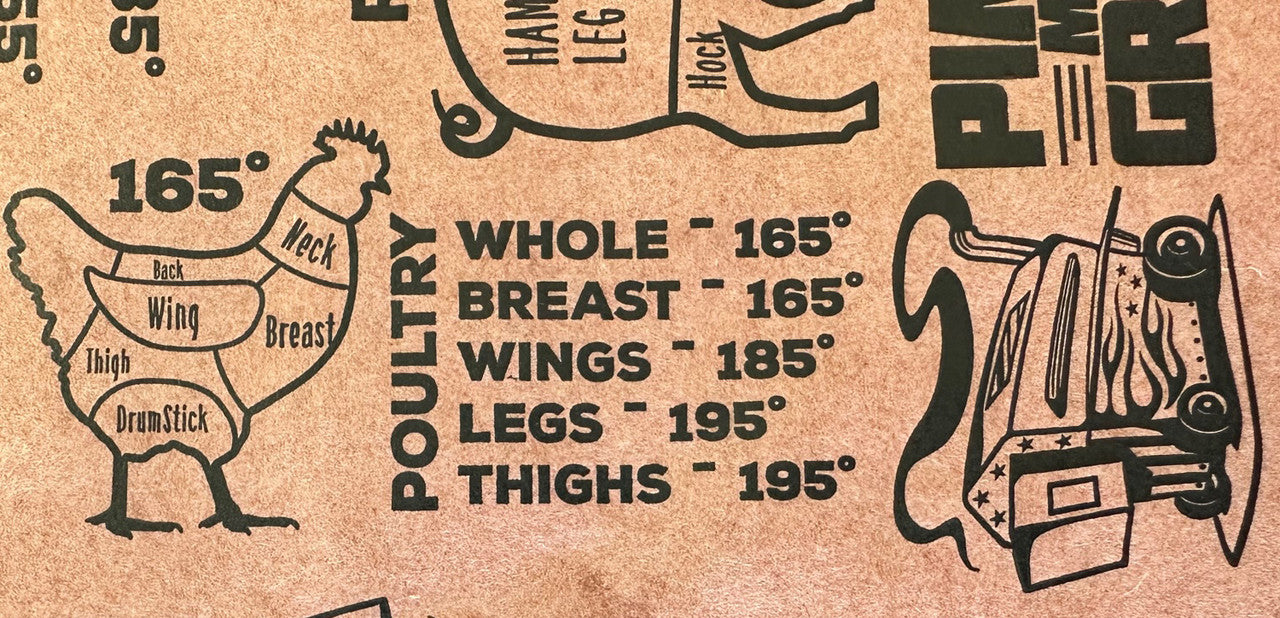 HAM
LEG
Hock
165°
Neck
Back
Wing
Breast
Thigh
DrumStick
POULTRY
WHOLE - 165°
BREAST - 165°
WINGS - 185°
LEGS - 195°
THIGHS - 195°